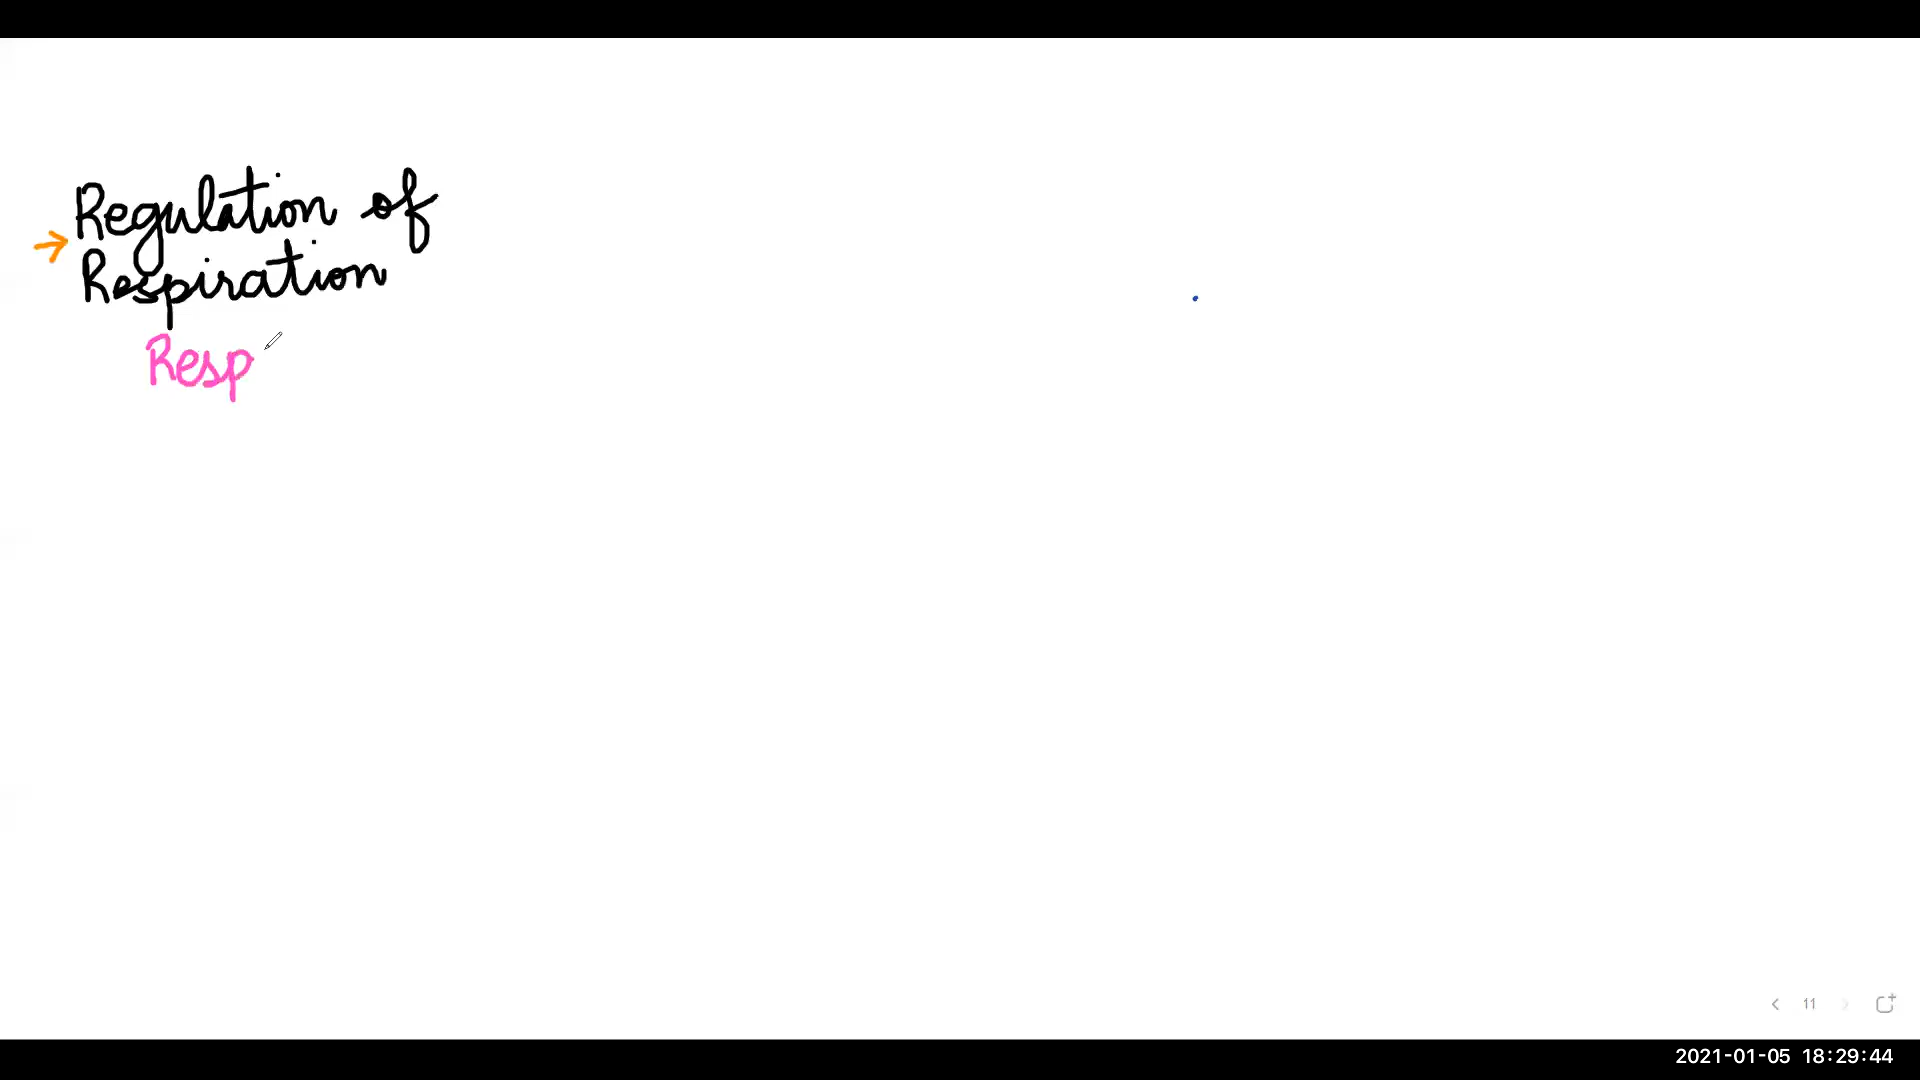 Regulation of
→ Respiration
Resp
< 11 >
2021-01-05 18:29:44